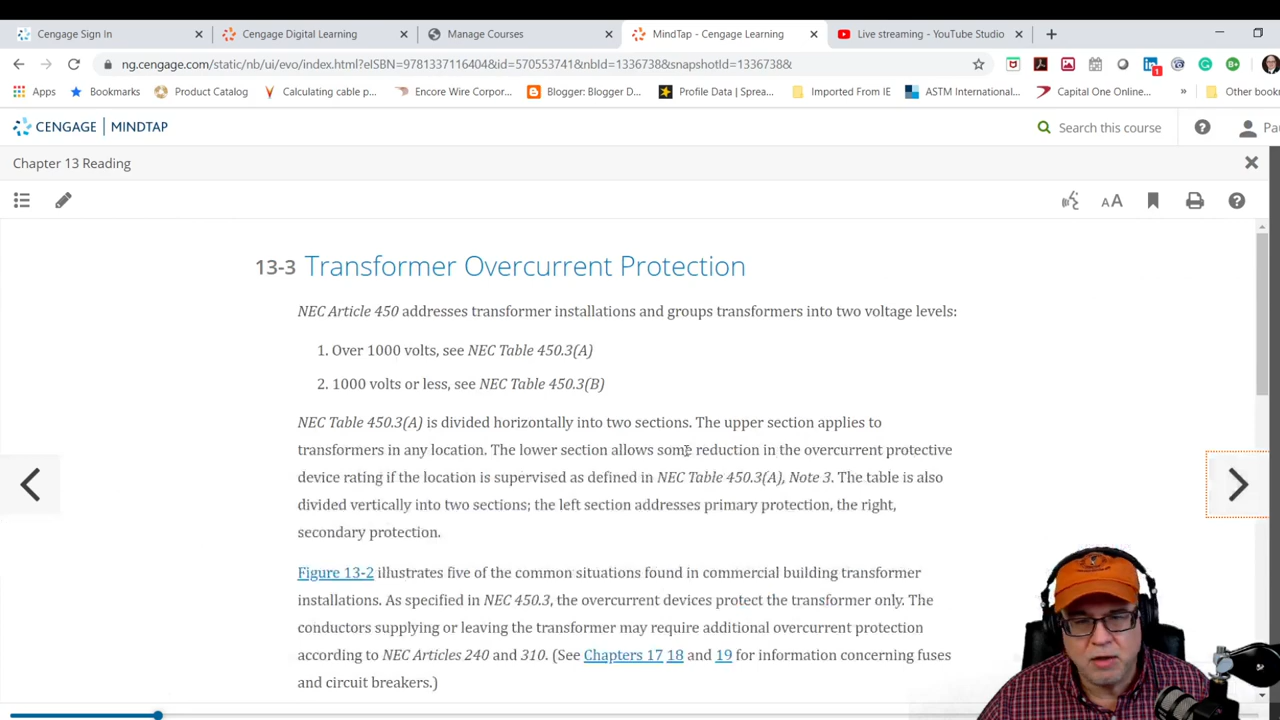 Cengage Sign In
Cengage Digital Learning
Manage Courses
MindTap - Cengage Learning
Live streaming - YouTube Studio
ng.cengage.com/static/nb/ui/evo/index.html?eISBN=9781337116404&id=570553741&nbId=1336738&snapshotId=1336738&
1
Apps
Bookmarks
Product Catalog
Calculating cable p...
Encore Wire Corpor...
Blogger: Blogger D...
Profile Data | Sprea...
Imported From IE
ASTM International...
Capital One Online...
»
Other book
CENGAGE | MINDTAP
Search this course
Pa
Chapter 13 Reading
AA
13-3 Transformer Overcurrent Protection
NEC Article 450 addresses transformer installations and groups transformers into two voltage levels:
1. Over 1000 volts, see NEC Table 450.3(A)
2. 1000 volts or less, see NEC Table 450.3(B)
NEC Table 450.3(A) is divided horizontally into two sections. The upper section applies to
transformers in any location. The lower section allows some reduction in the overcurrent protective
device rating if the location is supervised as defined in NEC Table 450.3(A), Note 3. The table is also
divided vertically into two sections; the left section addresses primary protection, the right,
secondary protection.
Figure 13-2 illustrates five of the common situations found in commercial building transformer
installations. As specified in NEC 450.3, the overcurrent devices protect the transformer only. The
conductors supplying or leaving the transformer may require additional overcurrent protection
according to NEC Articles 240 and 310. (See Chapters 17 18 and 19 for information concerning fuses
and circuit breakers.)